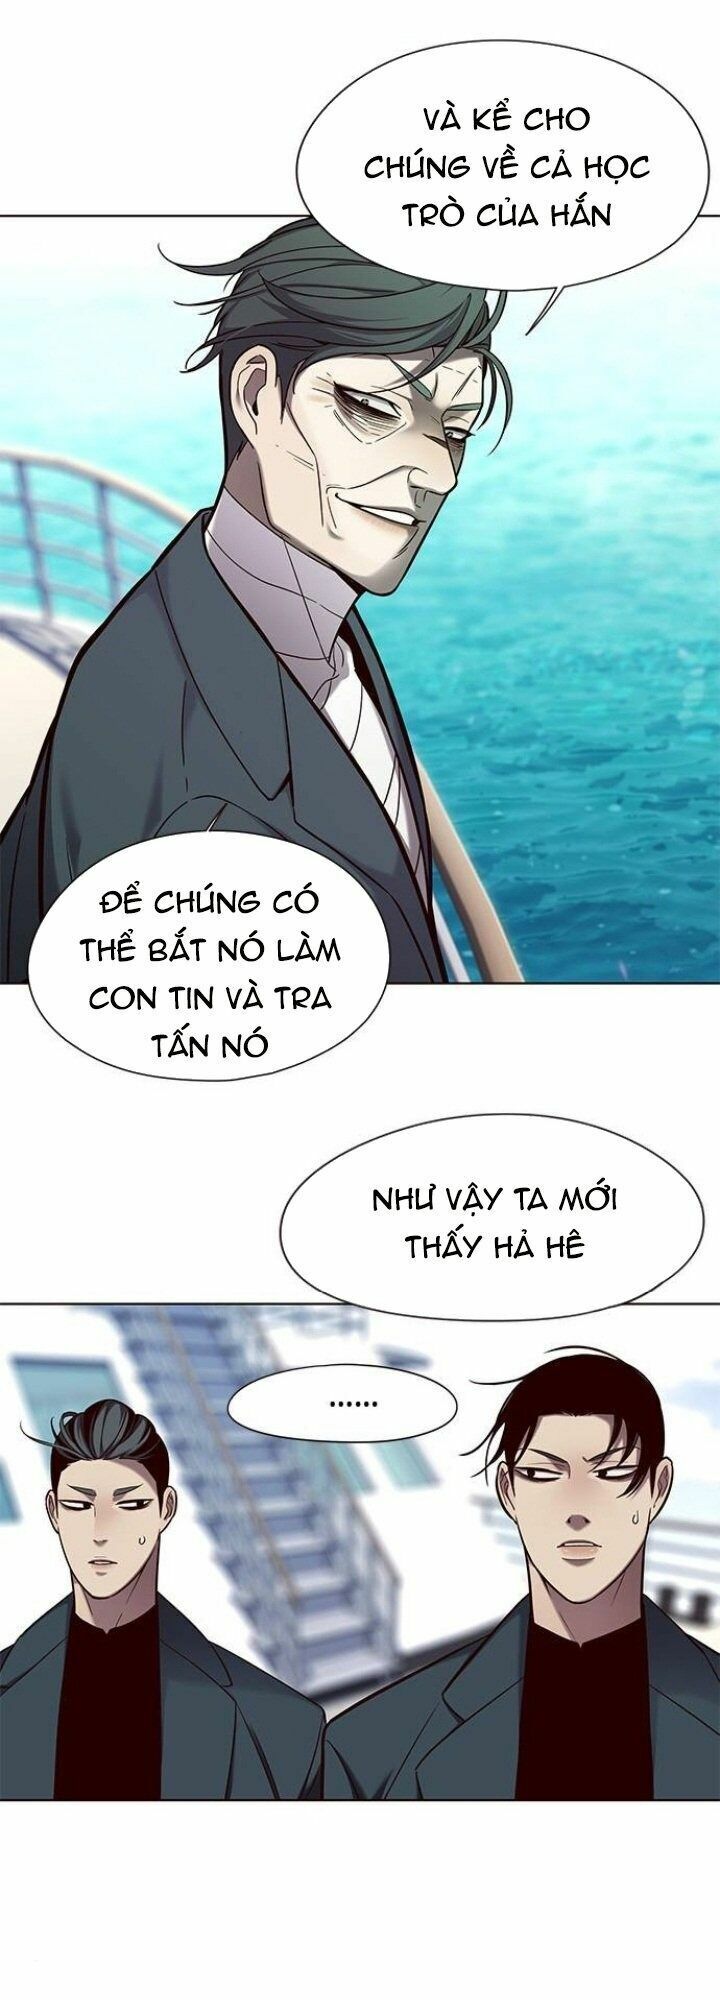 VÀ KỂ CHO
CHÚNG VỀ CẢ HỌC
TRÒ CỦA HẮN
ĐỂ CHÚNG CÓ
THỂ BẮT NÓ LÀM
CON TIN VÀ TRA
TẤN NÓ
NHƯ VẬY TA MỚI
THẤY HẢ HÊ
......